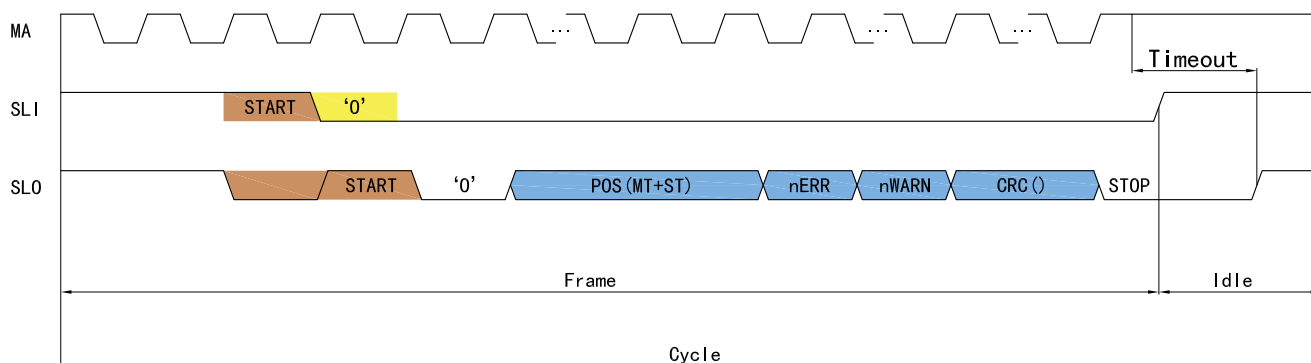 MA
... ... ...
Timeout
SLI START ‘0’
SLO START ‘0’ POS(MT+ST) nERR nWARN CRC() STOP
Frame Idle
Cycle